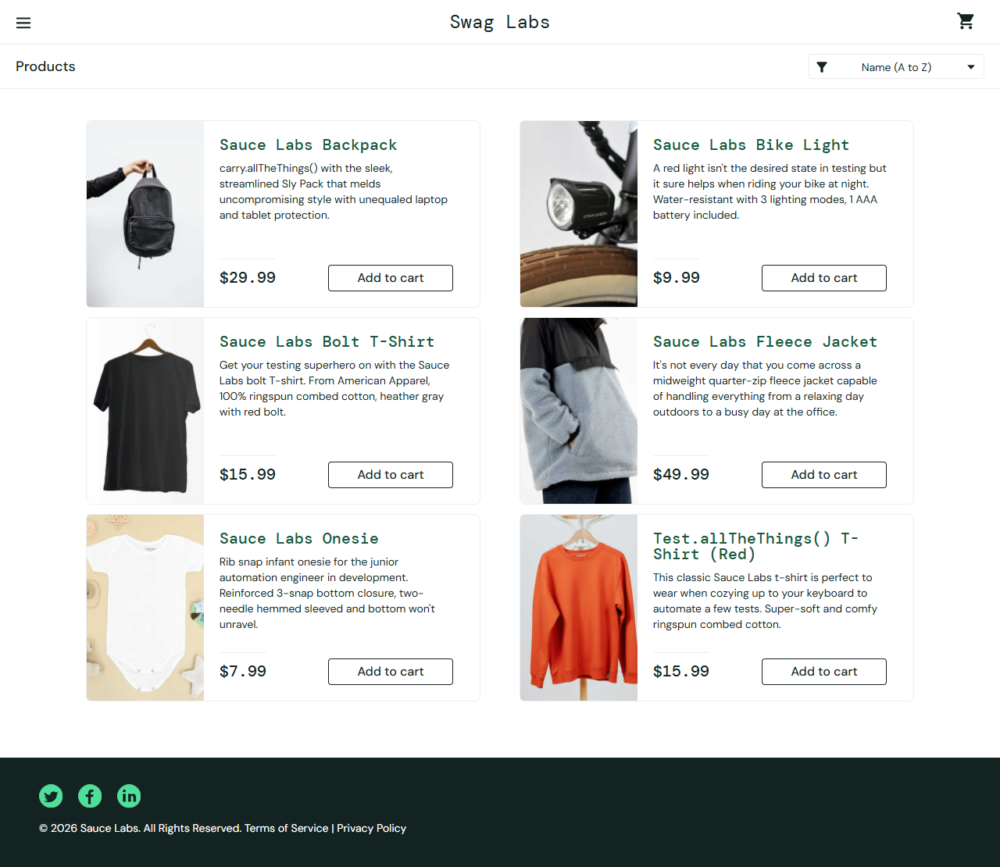 Swag Labs
Products
Name (A to Z)
Sauce Labs Backpack
carry.allTheThings() with the sleek,
streamlined Sly Pack that melds
uncompromising style with unequaled laptop
and tablet protection.
$29.99
Add to cart
Sauce Labs Bike Light
A red light isn't the desired state in testing but
it sure helps when riding your bike at night.
Water-resistant with 3 lighting modes, 1 AAA
battery included.
$9.99
Add to cart
Sauce Labs Bolt T-Shirt
Get your testing superhero on with the Sauce
Labs bolt T-shirt. From American Apparel,
100% ringspun combed cotton, heather gray
with red bolt.
$15.99
Add to cart
Sauce Labs Fleece Jacket
It's not every day that you come across a
midweight quarter-zip fleece jacket capable
of handling everything from a relaxing day
outdoors to a busy day at the office.
$49.99
Add to cart
Sauce Labs Onesie
Rib snap infant onesie for the junior
automation engineer in development.
Reinforced 3-snap bottom closure, two-
needle hemmed sleeved and bottom won't
unravel.
$7.99
Add to cart
Test.allTheThings() T-
Shirt (Red)
This classic Sauce Labs t-shirt is perfect to
wear when cozying up to your keyboard to
automate a few tests. Super-soft and comfy
ringspun combed cotton.
$15.99
Add to cart
© 2026 Sauce Labs. All Rights Reserved. Terms of Service | Privacy Policy